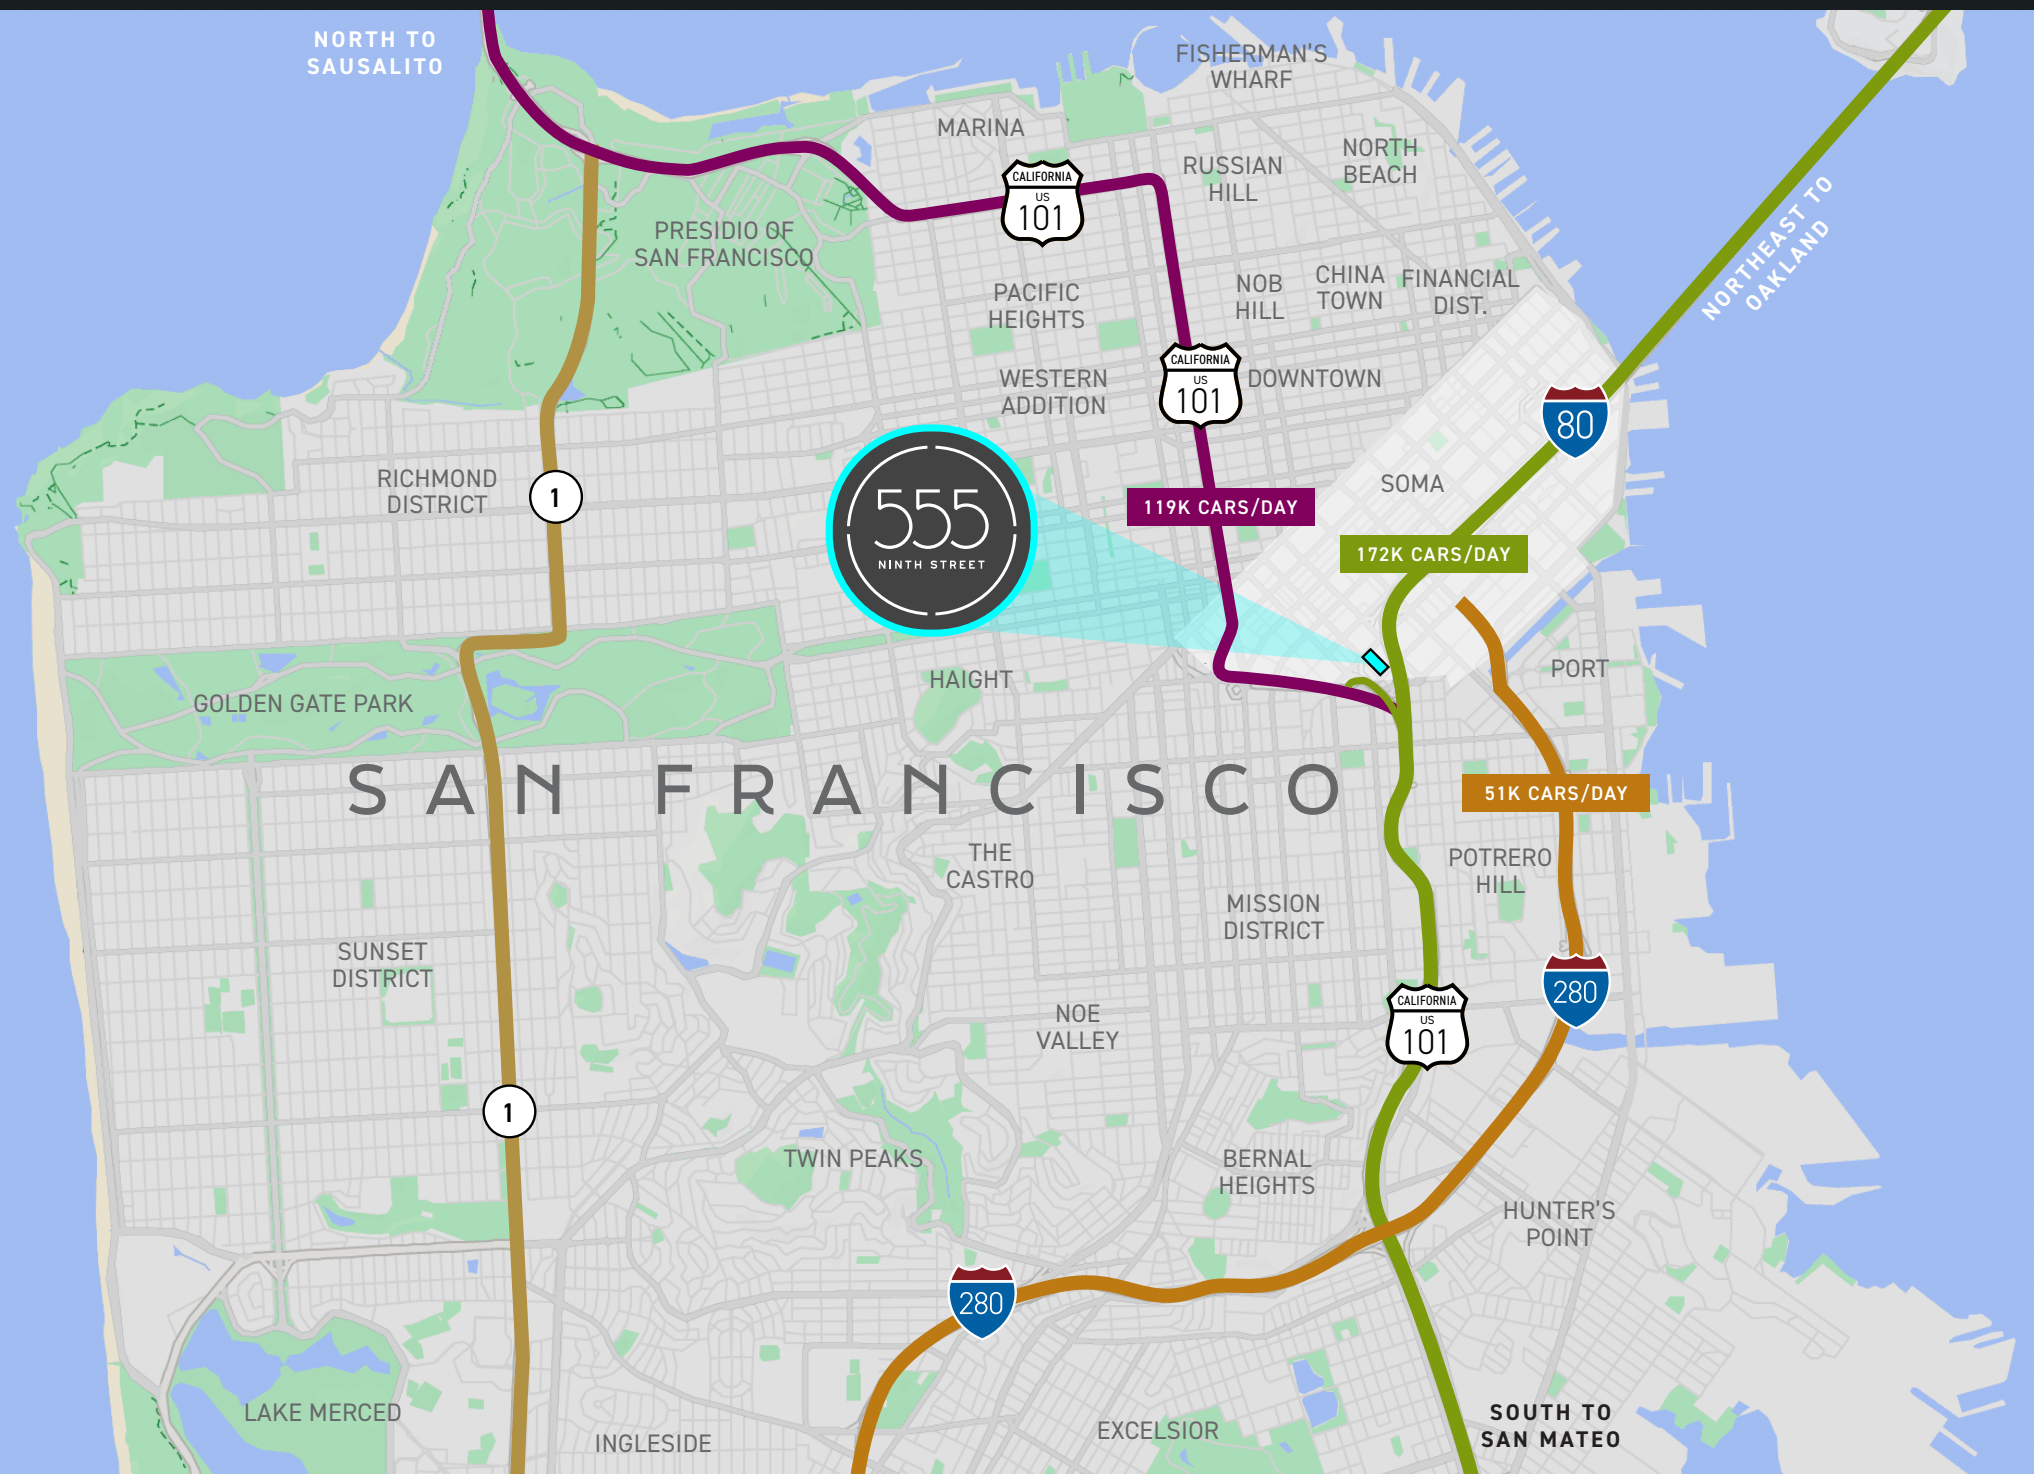 NORTH TO
SAUSALITO
FISHERMAN'S
WHARF
MARINA
CALIFORNIA
US
101
RUSSIAN
HILL
NORTH
BEACH
NORTHEAST TO
OAKLAND
PRESIDIO OF
SAN FRANCISCO
PACIFIC
HEIGHTS
NOB
HILL
CHINA
TOWN
FINANCIAL
DIST.
WESTERN
ADDITION
CALIFORNIA
US
101
DOWNTOWN
80
RICHMOND
DISTRICT
1
555
NINTH STREET
119K CARS/DAY
SOMA
172K CARS/DAY
GOLDEN GATE PARK
HAIGHT
PORT
SAN FRANCISCO
51K CARS/DAY
THE
CASTRO
POTRERO
HILL
MISSION
DISTRICT
SUNSET
DISTRICT
280
NOE
VALLEY
CALIFORNIA
US
101
1
TWIN PEAKS
BERNAL
HEIGHTS
HUNTER'S
POINT
280
LAKE MERCED
INGLESIDE
EXCELSIOR
SOUTH TO
SAN MATEO